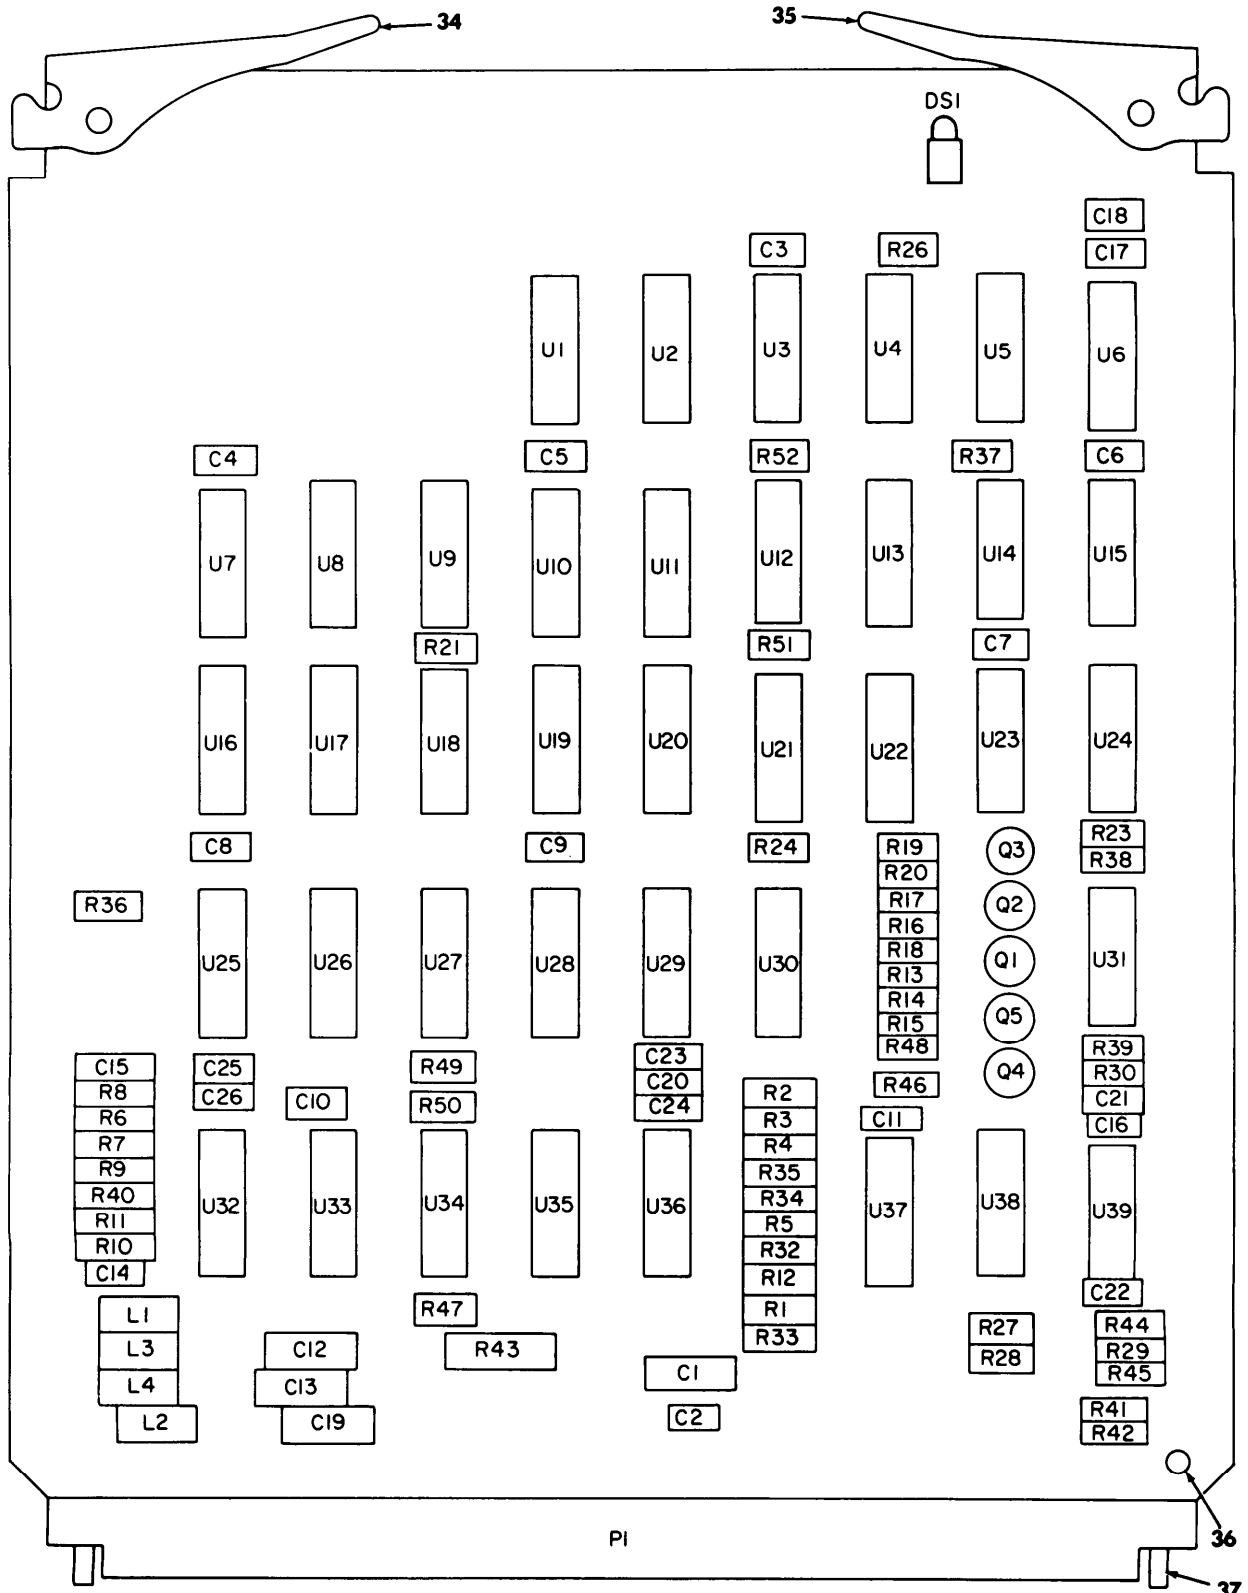 34
35
DS1
C18
C3 R26 C17
U1 U2 U3 U4 U5 U6
C4 C5 R52 R37 C6
U7 U8 U9 U10 U11 U12 U13 U14 U15
R21 R51 C7
U16 U17 U18 U19 U20 U21 U22 U23 U24
C8 C9 R24 R19 Q3 R23
R38
R20
R36 R17 Q2
R16
U25 U26 U27 U28 U29 U30 R18 Q1 U31
R13
R14
R15 Q5
R48 R39
C15 C25 R49 C23 R46 Q4 R30
R8 C26 C10 R50 C20 R2 C21
R6 C24 R3 C11 C16
R7 R4
R9 R35
R40 U32 U33 U34 U35 U36 R34 U37 U38 U39
R11 R5
R10 R32
C14 R12 C22
L1 R47 R1 R27 R44
L3 C12 R43 R33 R28 R29
L4 C13 C1 R45
L2 C19 C2 R41
R42
36
P1
37